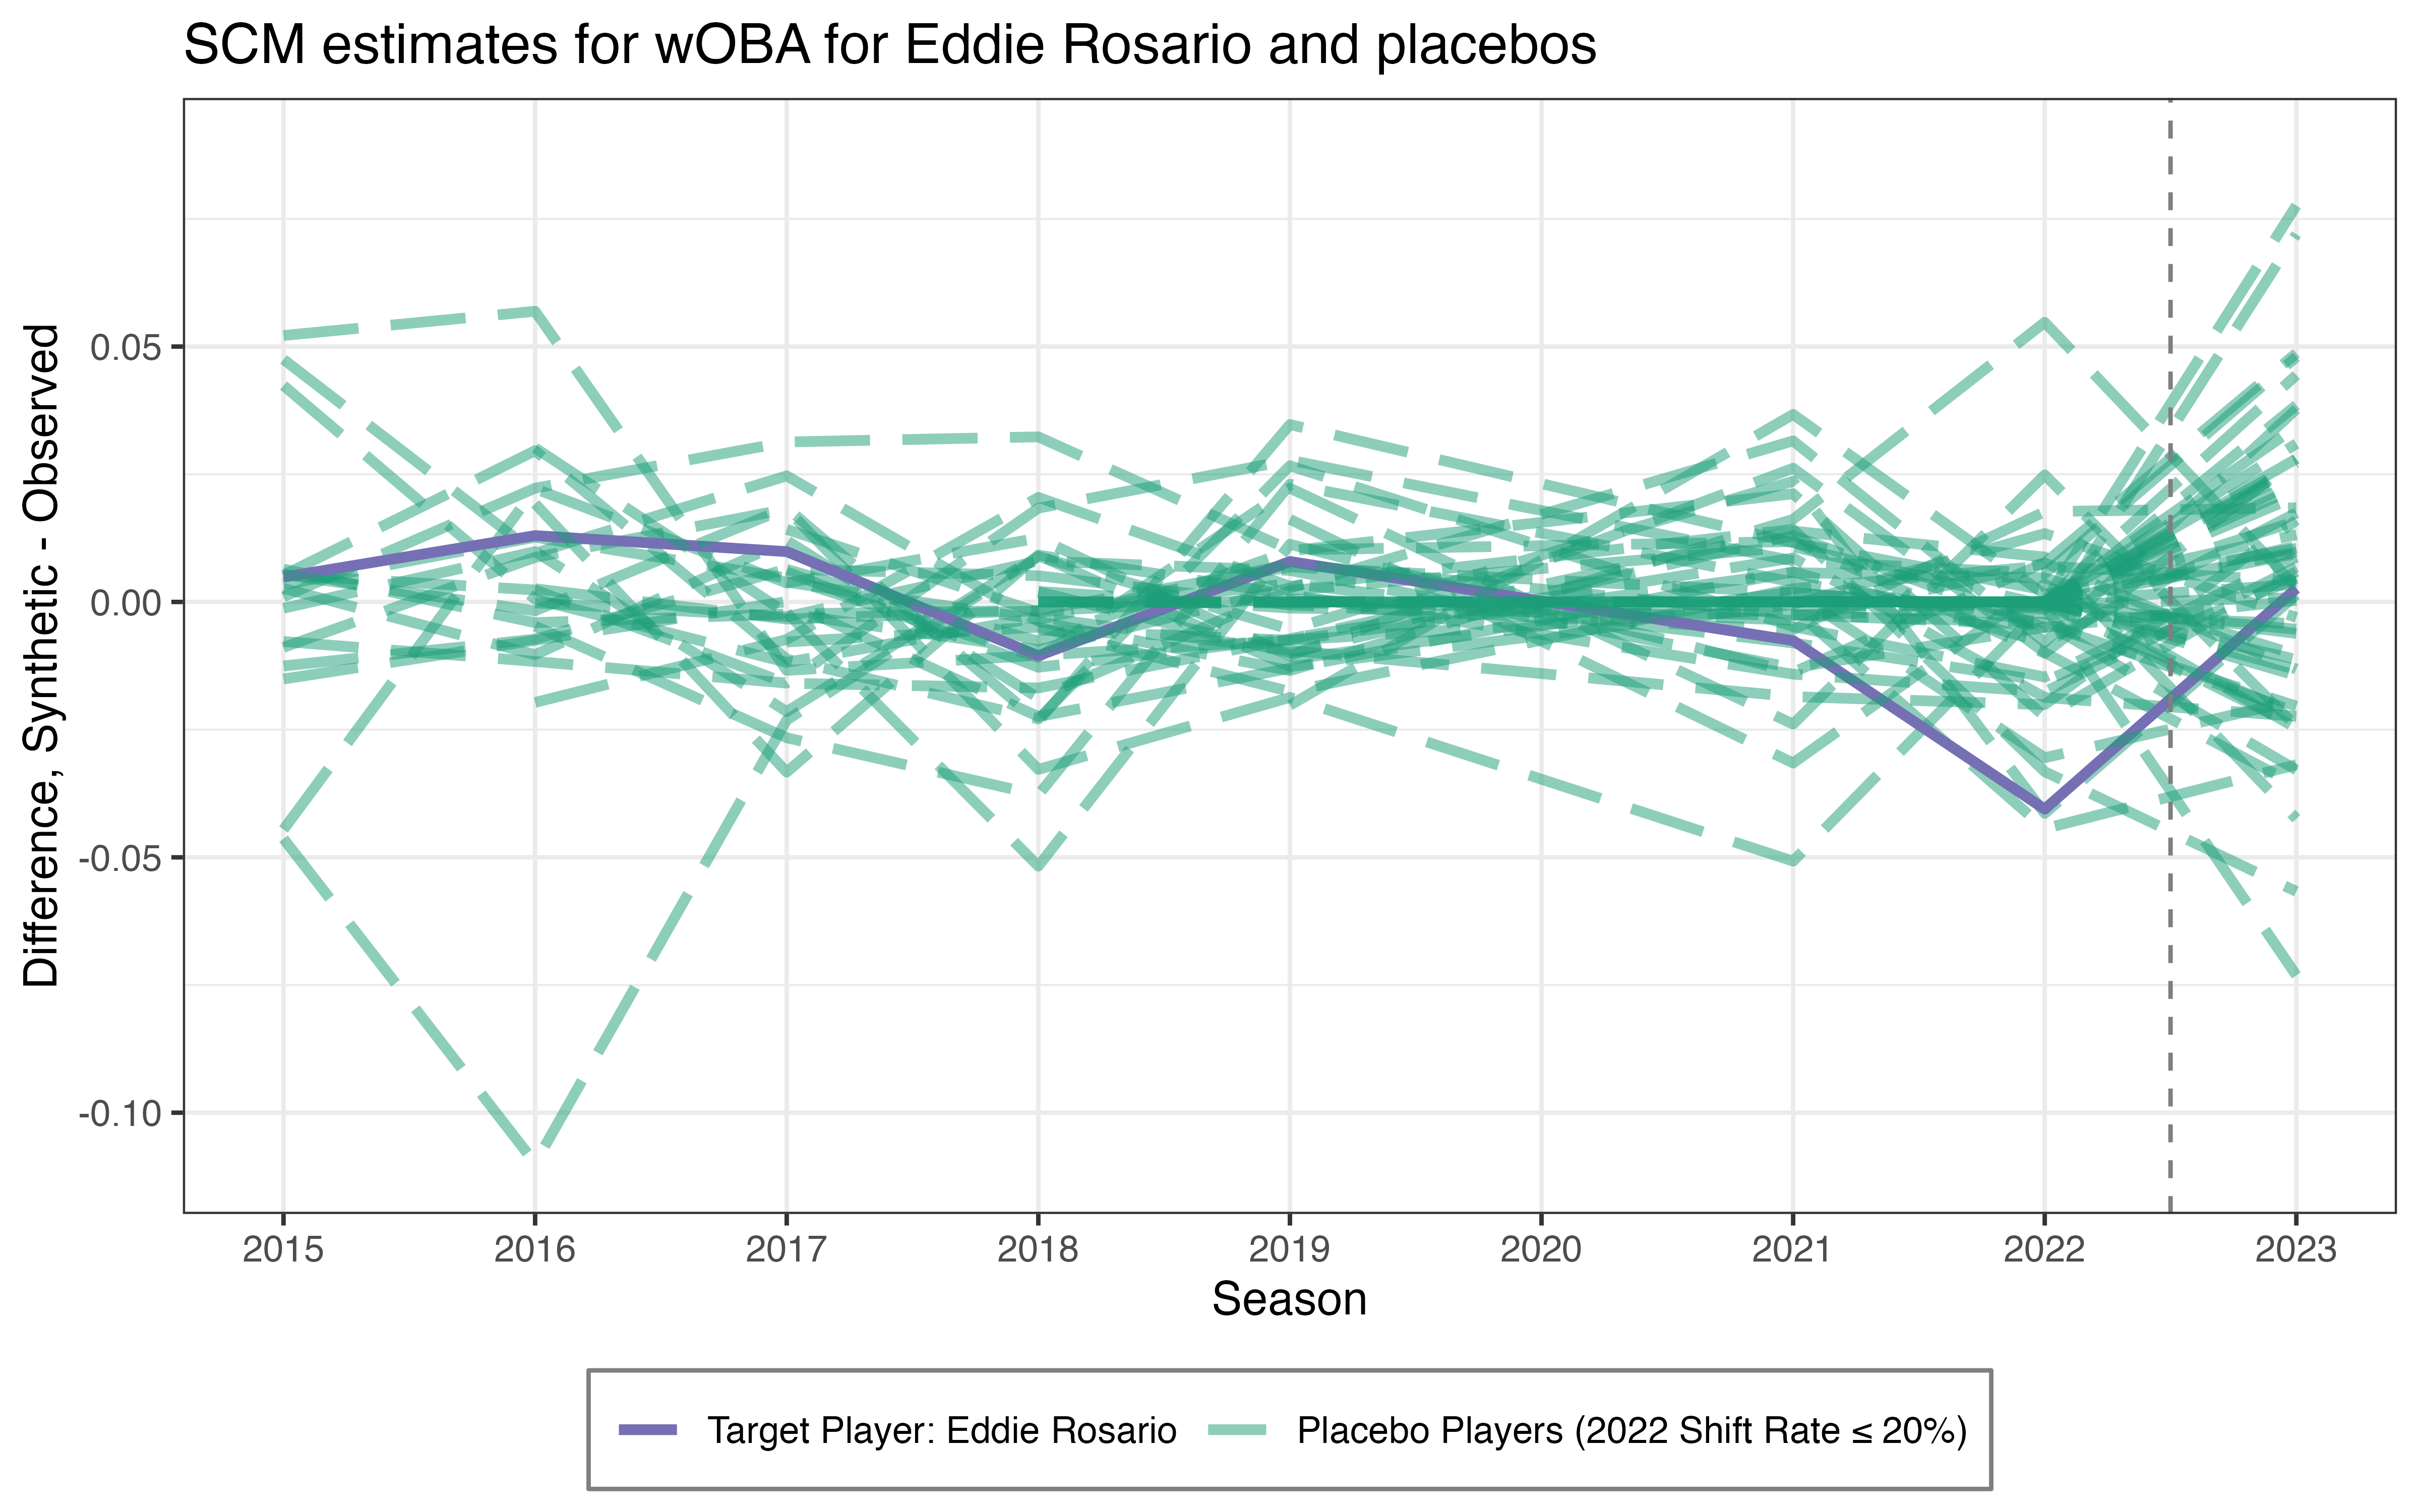 SCM estimates for wOBA for Eddie Rosario and placebos
Difference, Synthetic - Observed
0.05
0.00
-0.05
-0.10
2015 2016 2017 2018 2019 2020 2021 2022 2023
Season
Target Player: Eddie Rosario Placebo Players (2022 Shift Rate ≤ 20%)